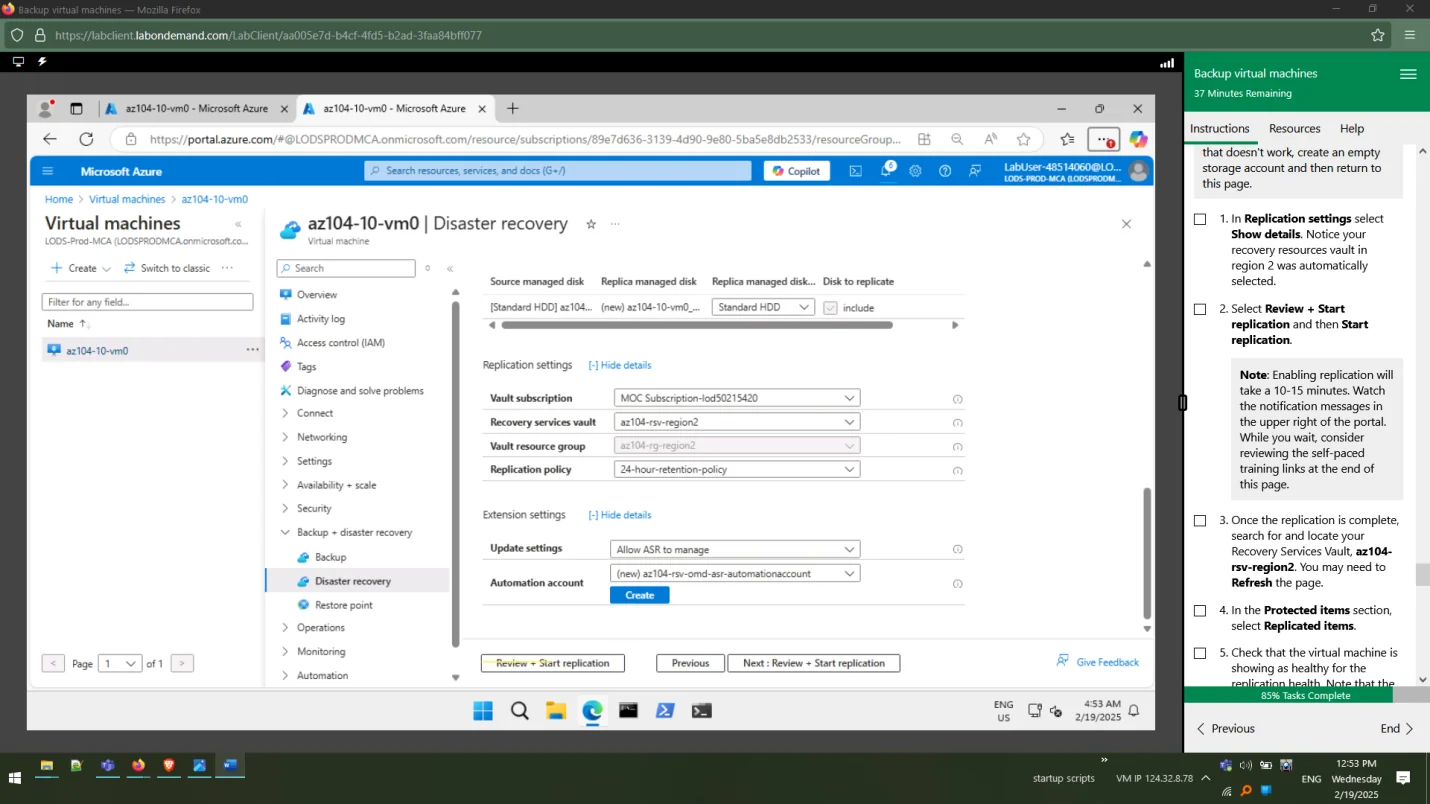 Backup virtual machines — Mozilla Firefox
https://labclient.labondemand.com/LabClient/aa005e7d-b4cf-4fd5-b2ad-3faa84bff077
az104-10-vm0 - Microsoft Azure
az104-10-vm0 - Microsoft Azure
https://portal.azure.com/#@LODSPRODMCA.onmicrosoft.com/resource/subscriptions/89e7d636-3139-4d90-9e80-5ba5e8db2533/resourceGroup...
Microsoft Azure
Search resources, services, and docs (G+/)
Copilot
6
LabUser-48514060@LO...
LODS-PROD-MCA (LODSPRODM...
Home > Virtual machines > az104-10-vm0
Virtual machines
LODS-Prod-MCA (LODSPRODMCA.onmicrosoft.co...
+ Create
Switch to classic
...
Filter for any field...
Name
az104-10-vm0
...
< Page 1 of 1 >
az104-10-vm0 | Disaster recovery
...
Virtual machine
Search
Overview
Activity log
Access control (IAM)
Tags
Diagnose and solve problems
Connect
Networking
Settings
Availability + scale
Security
Backup + disaster recovery
Backup
Disaster recovery
Restore point
Operations
Monitoring
Automation
Source managed disk Replica managed disk Replica managed disk... Disk to replicate
[Standard HDD] az104... (new) az104-10-vm0_... Standard HDD include
Replication settings [-] Hide details
Vault subscription MOC Subscription-lod50215420
Recovery services vault az104-rsv-region2
Vault resource group az104-rg-region2
Replication policy 24-hour-retention-policy
Extension settings [-] Hide details
Update settings Allow ASR to manage
Automation account (new) az104-rsv-omd-asr-automationaccount
Create
Review + Start replication
Previous
Next : Review + Start replication
Give Feedback
ENG
US
4:53 AM
2/19/2025
Backup virtual machines
37 Minutes Remaining
Instructions Resources Help
that doesn't work, create an empty
storage account and then return to
this page.
1. In Replication settings select
Show details. Notice your
recovery resources vault in
region 2 was automatically
selected.
2. Select Review + Start
replication and then Start
replication.
Note: Enabling replication will
take a 10-15 minutes. Watch
the notification messages in
the upper right of the portal.
While you wait, consider
reviewing the self-paced
training links at the end of
this page.
3. Once the replication is complete,
search for and locate your
Recovery Services Vault, az104-
rsv-region2. You may need to
Refresh the page.
4. In the Protected items section,
select Replicated items.
5. Check that the virtual machine is
showing as healthy for the
replication health. Note that the
85% Tasks Complete
< Previous
End >
startup scripts
VM IP 124.32.8.78
ENG
12:53 PM
Wednesday
2/19/2025